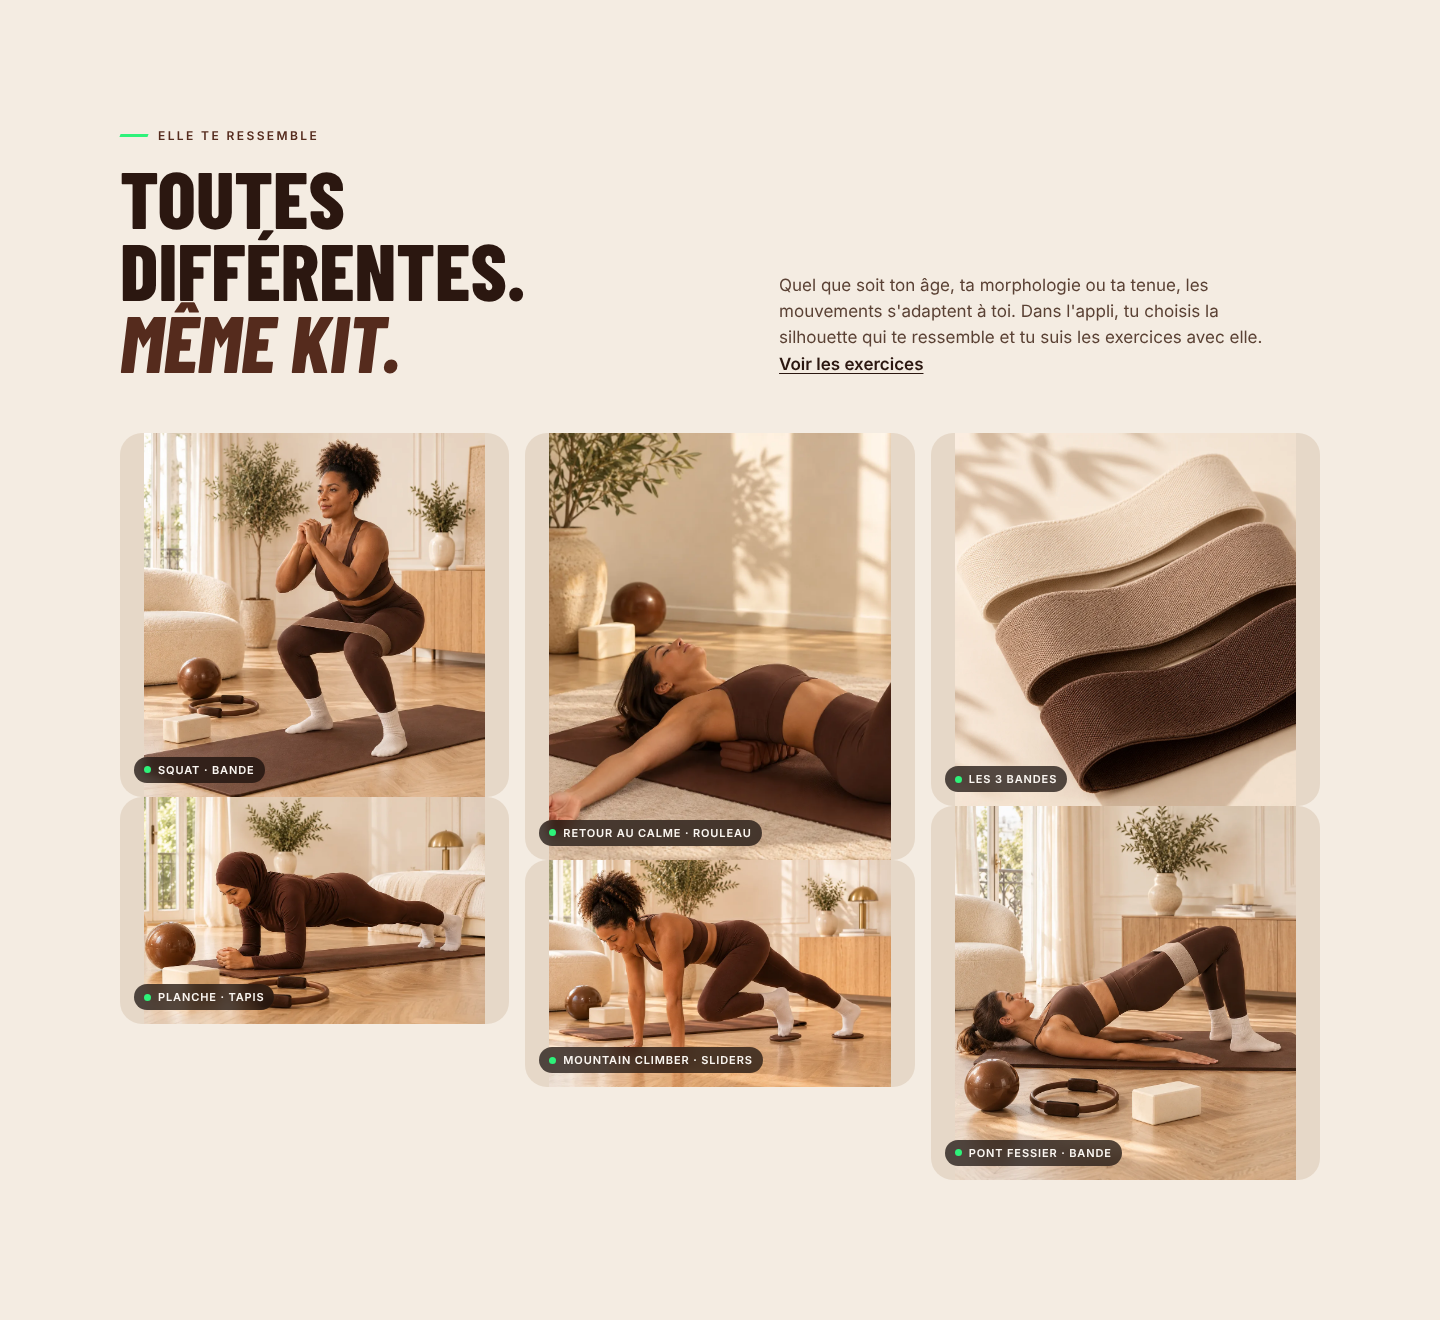 ELLE TE RESSEMBLE
TOUTES
DIFFÉRENTES.
MÊME KIT.
Quel que soit ton âge, ta morphologie ou ta tenue, les
mouvements s'adaptent à toi. Dans l'appli, tu choisis la
silhouette qui te ressemble et tu suis les exercices avec elle.
Voir les exercices
SQUAT · BANDE
PLANCHE · TAPIS
RETOUR AU CALME · ROULEAU
MOUNTAIN CLIMBER · SLIDERS
LES 3 BANDES
PONT FESSIER · BANDE